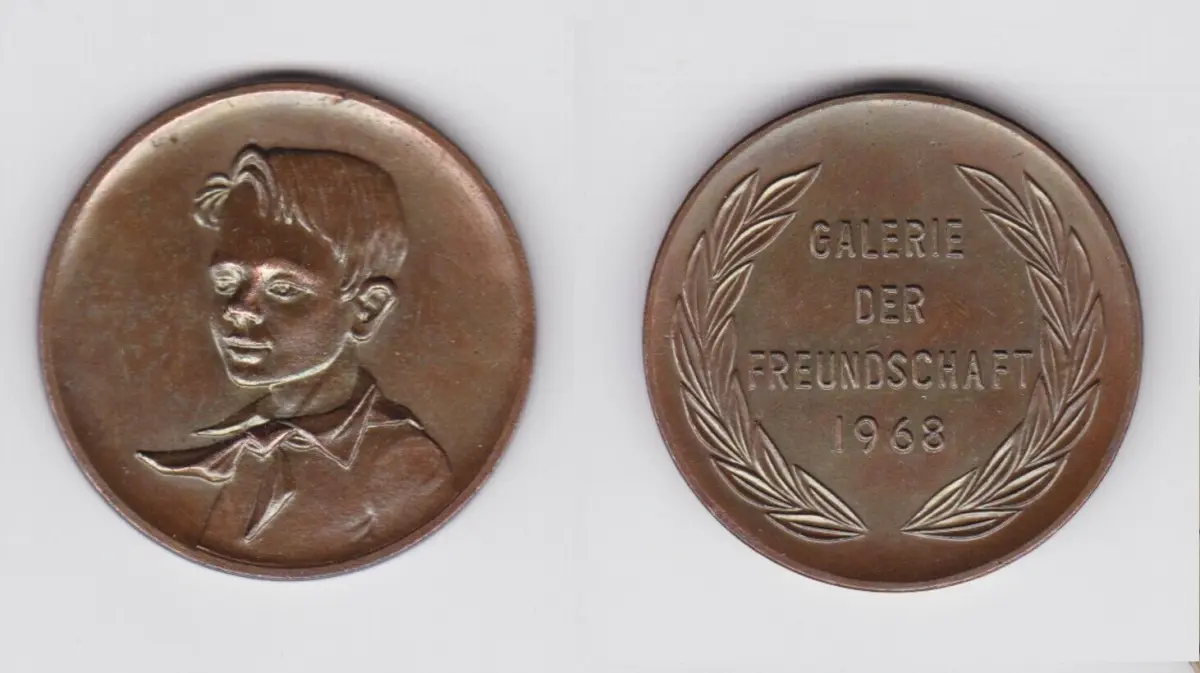 GALERIE
DER
FREUNDSCHAFT
1968